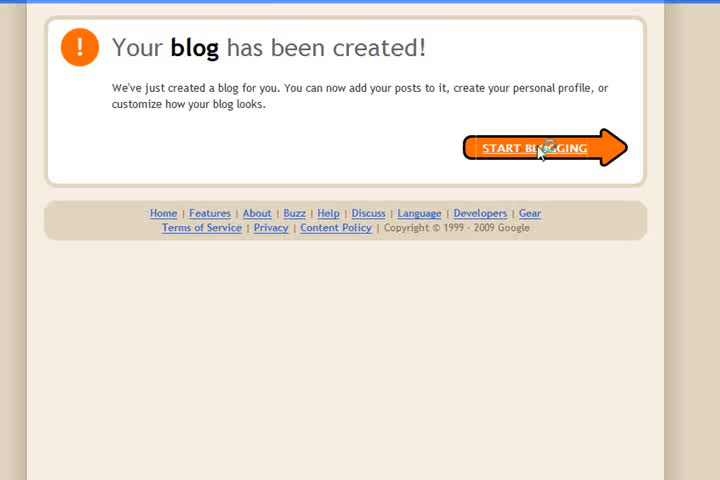 !
Your blog has been created!
We've just created a blog for you. You can now add your posts to it, create your personal profile, or
customize how your blog looks.
START BLOGGING
Home | Features | About | Buzz | Help | Discuss | Language | Developers | Gear
Terms of Service | Privacy | Content Policy | Copyright © 1999 - 2009 Google